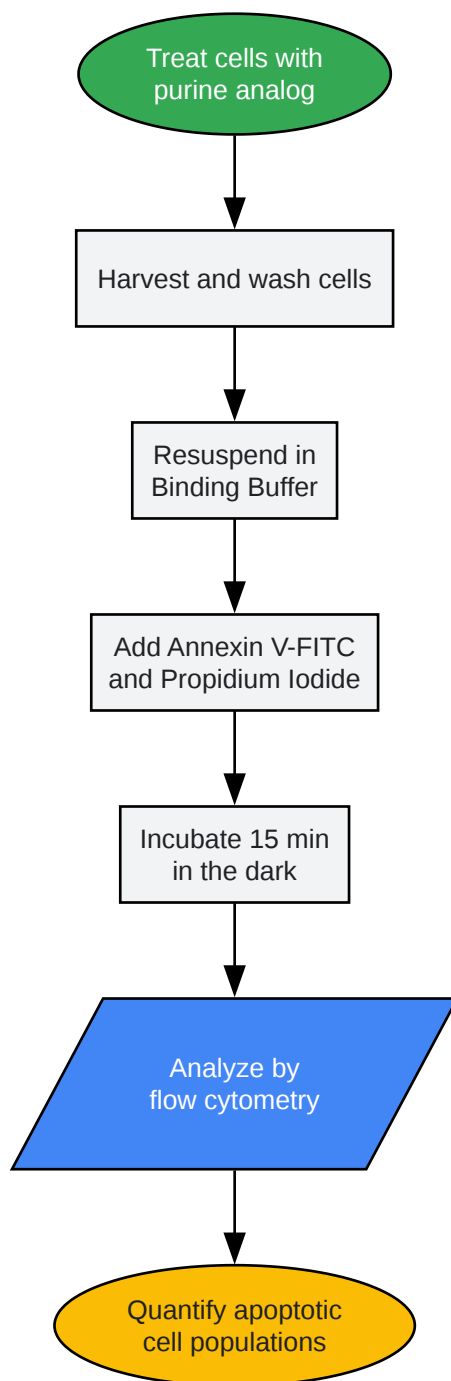 Treat cells with
purine analog
Harvest and wash cells
Resuspend in
Binding Buffer
Add Annexin V-FITC
and Propidium Iodide
Incubate 15 min
in the dark
Analyze by
flow cytometry
Quantify apoptotic
cell populations